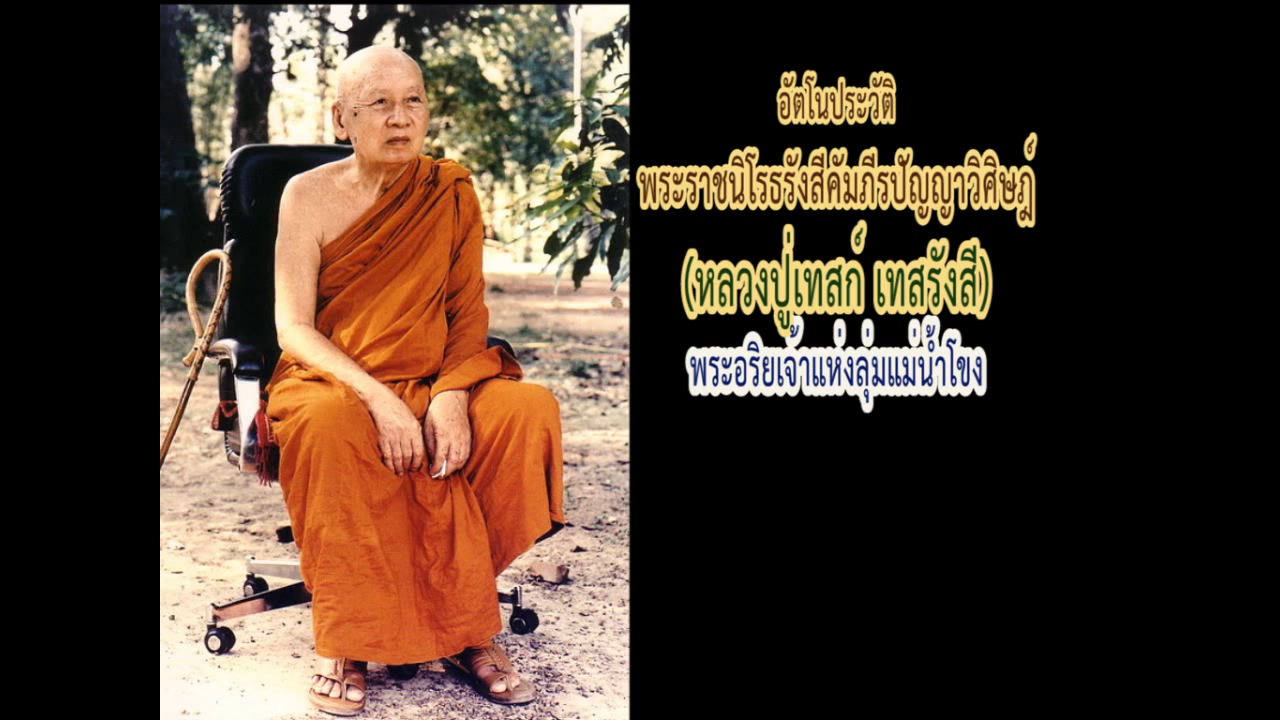 อัตโนประวัติ
พระราชนิโรธรังสีคัมภีรปัญญาวิศิษฎ์
(หลวงปู่เทสก์ เทสรังสี)
พระอริยเจ้าแห่งลุ่มแม่น้ำโขง